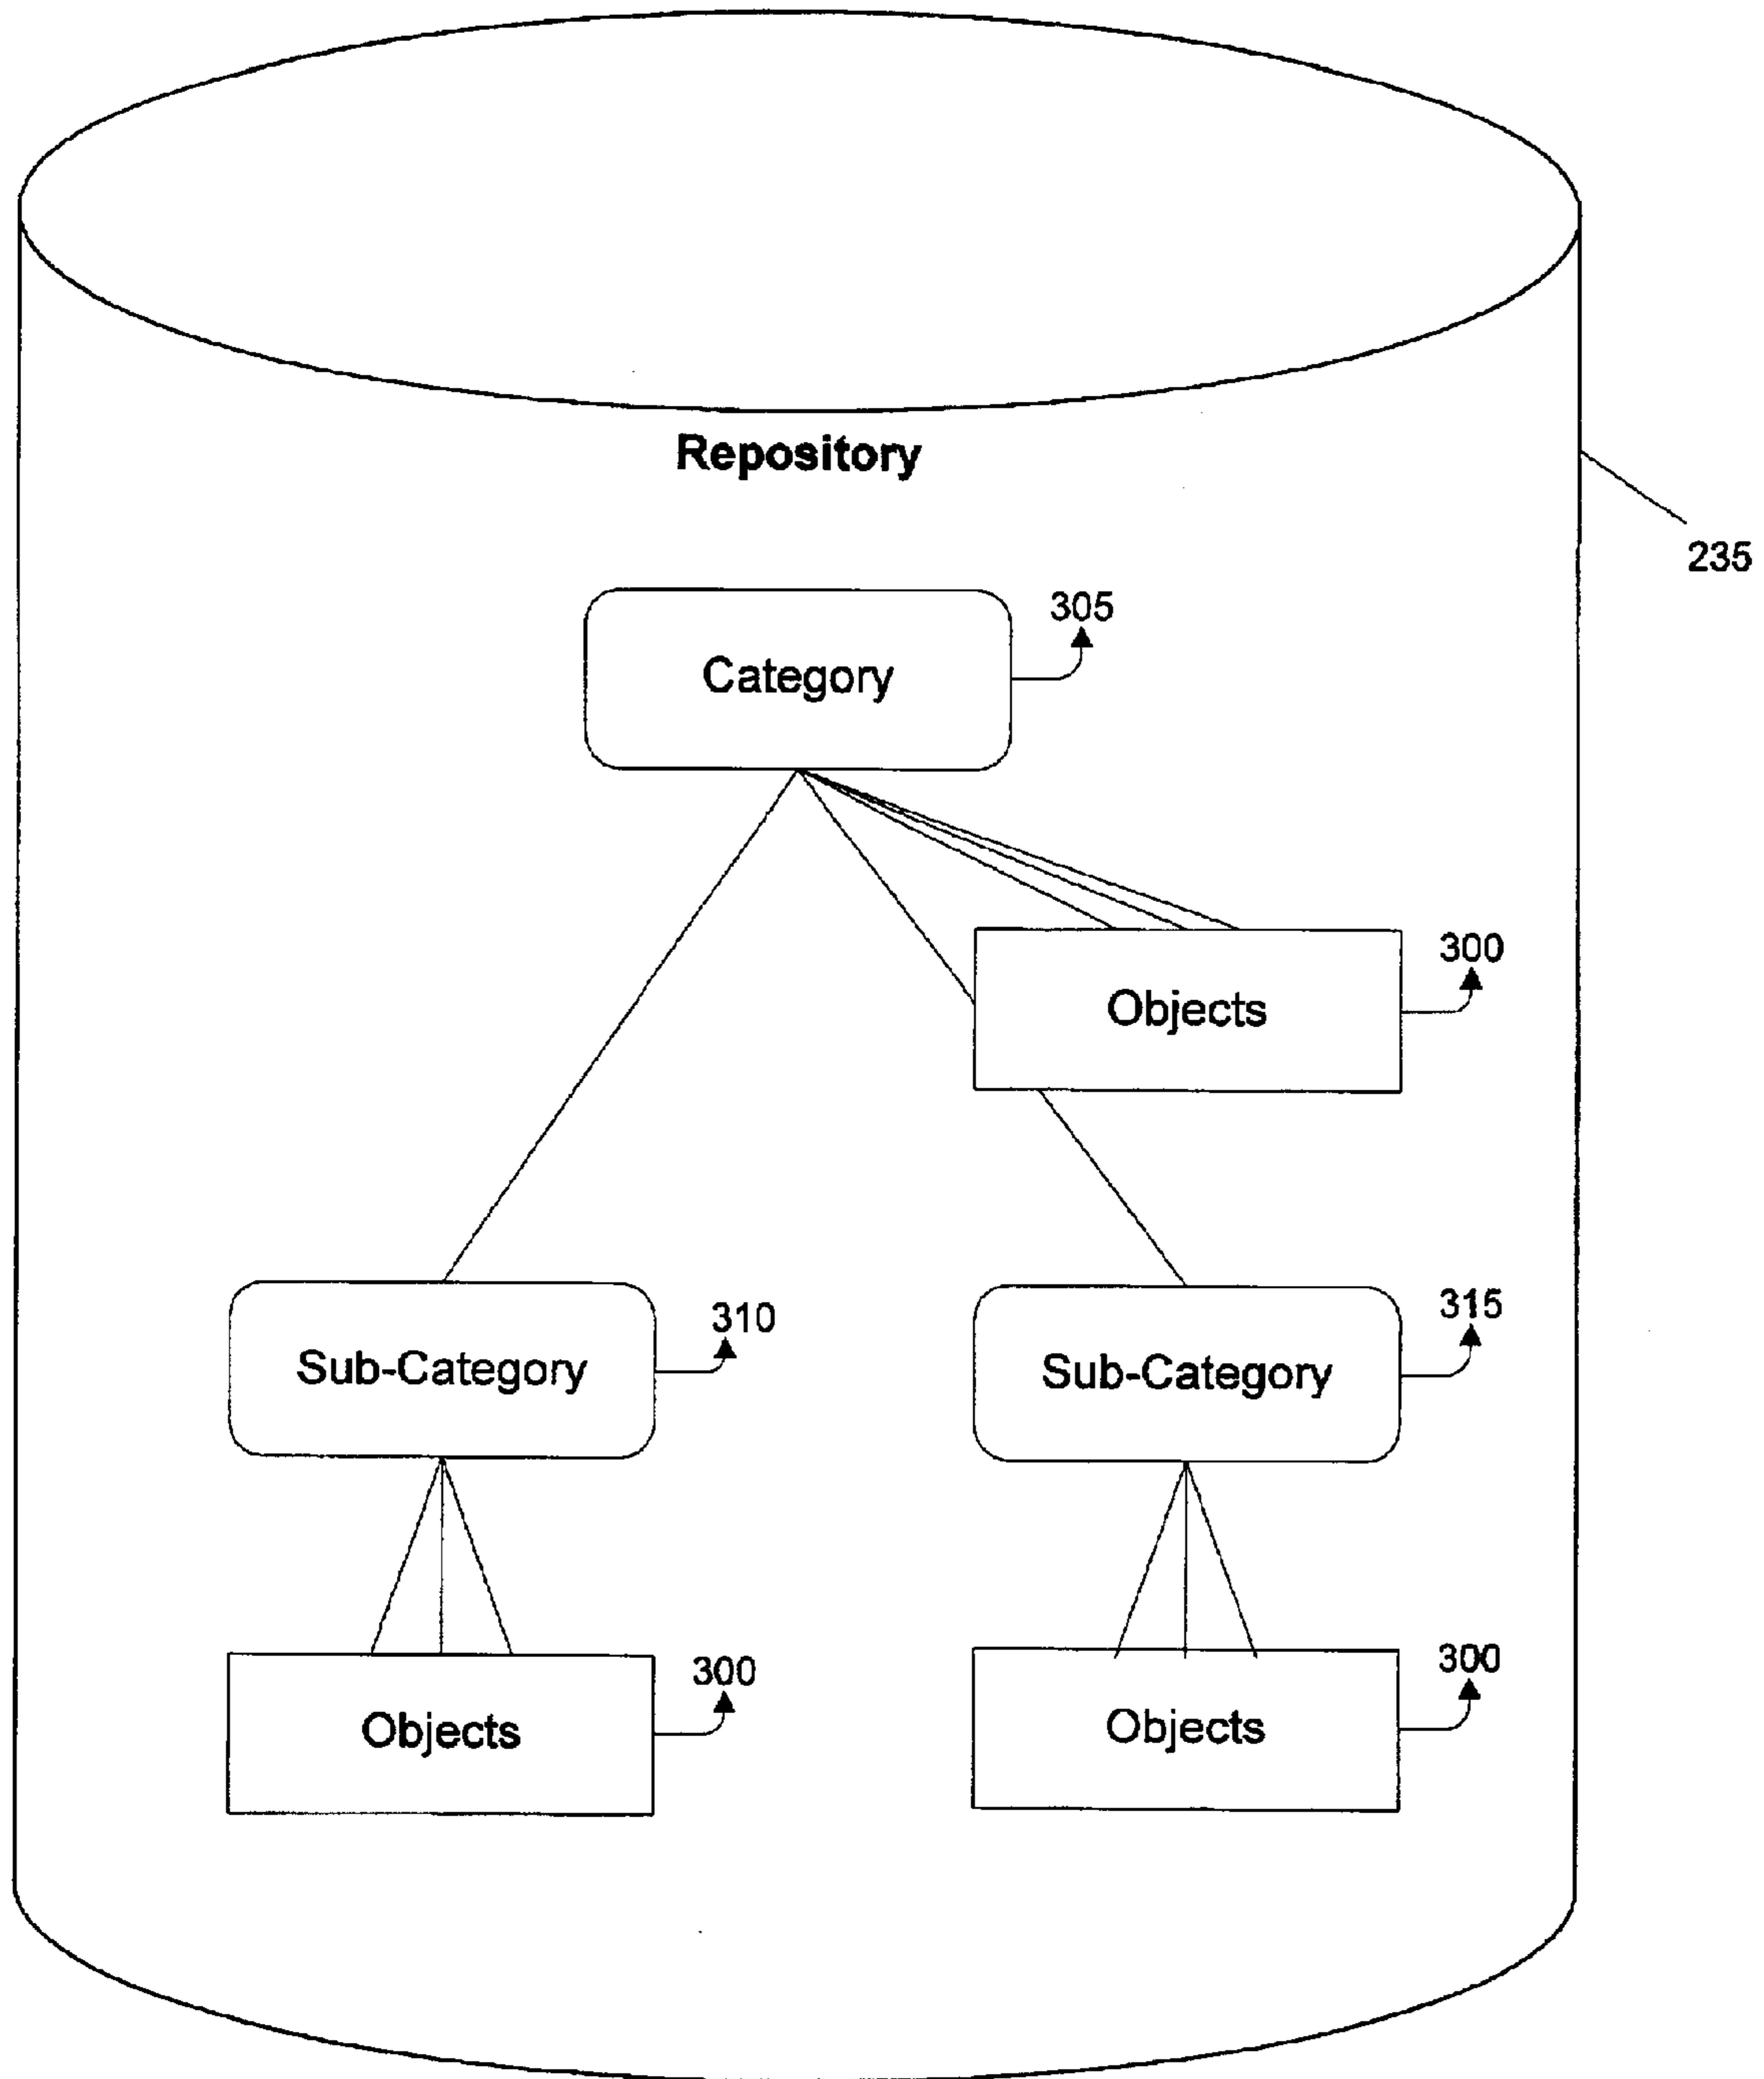 Repository
235
305
Category
300
Objects
310
Sub-Category
315
Sub-Category
300
Objects
300
Objects